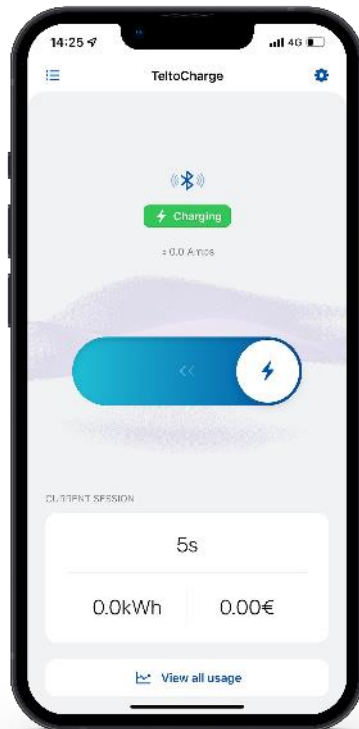 14:25
4G
TeltoCharge
Charging
0.0 Amps
CURRENT SESSION
5s
0.0kWh
0.00€
View all usage